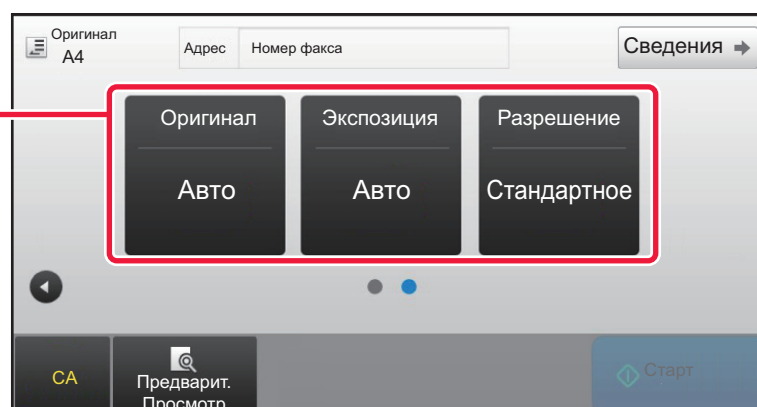 Оригинал
A4
Адрес
Номер факса
Сведения
Оригинал
Экспозиция
Разрешение
Авто
Авто
Стандартное
CA
Предварит.
Просмотр
Старт